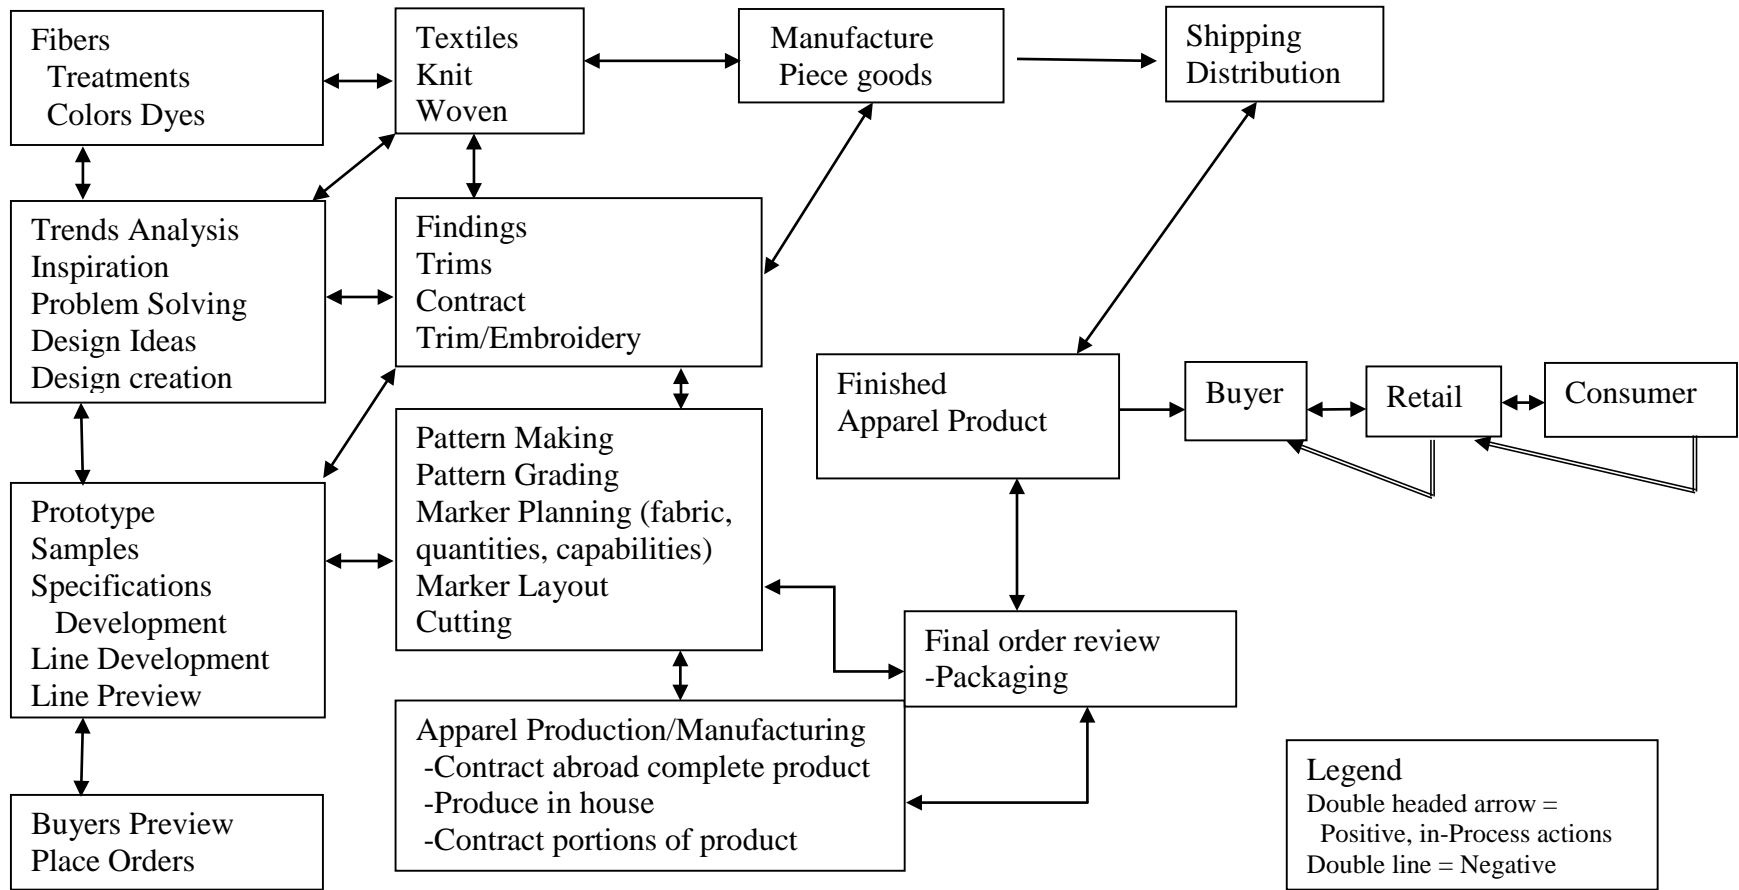 Fibers
Treatments
Colors Dyes
Textiles
Knit
Woven
Manufacture
Piece goods
Shipping
Distribution
Trends Analysis
Inspiration
Problem Solving
Design Ideas
Design creation
Findings
Trims
Contract
Trim/Embroidery
Finished
Apparel Product
Buyer
Retail
Consumer
Pattern Making
Pattern Grading
Marker Planning (fabric,
quantities, capabilities)
Marker Layout
Cutting
Prototype
Samples
Specifications
Development
Line Development
Line Preview
Final order review
-Packaging
Apparel Production/Manufacturing
-Contract abroad complete product
-Produce in house
-Contract portions of product
Buyers Preview
Place Orders
Legend
Double headed arrow =
Positive, in-Process actions
Double line = Negative